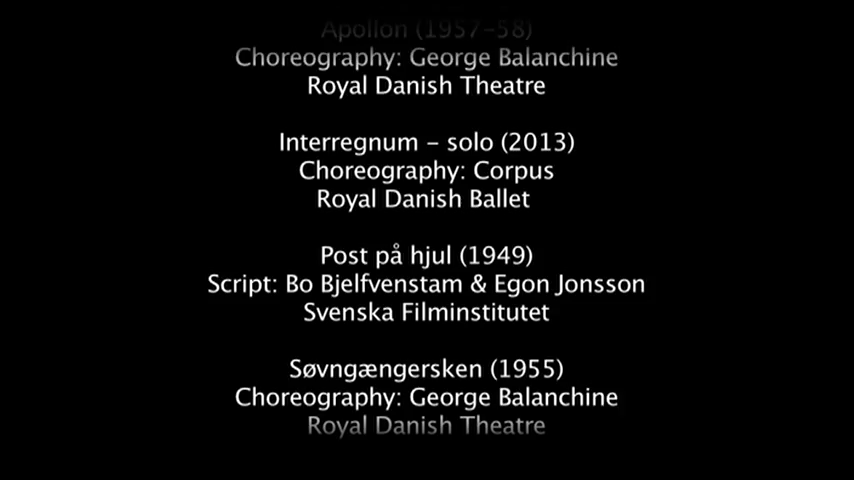 Apollon (1957-58)
Choreography: George Balanchine
Royal Danish Theatre
Interregnum - solo (2013)
Choreography: Corpus
Royal Danish Ballet
Post på hjul (1949)
Script: Bo Bjelfvenstam & Egon Jonsson
Svenska Filminstitutet
Søvngængersken (1955)
Choreography: George Balanchine
Royal Danish Theatre